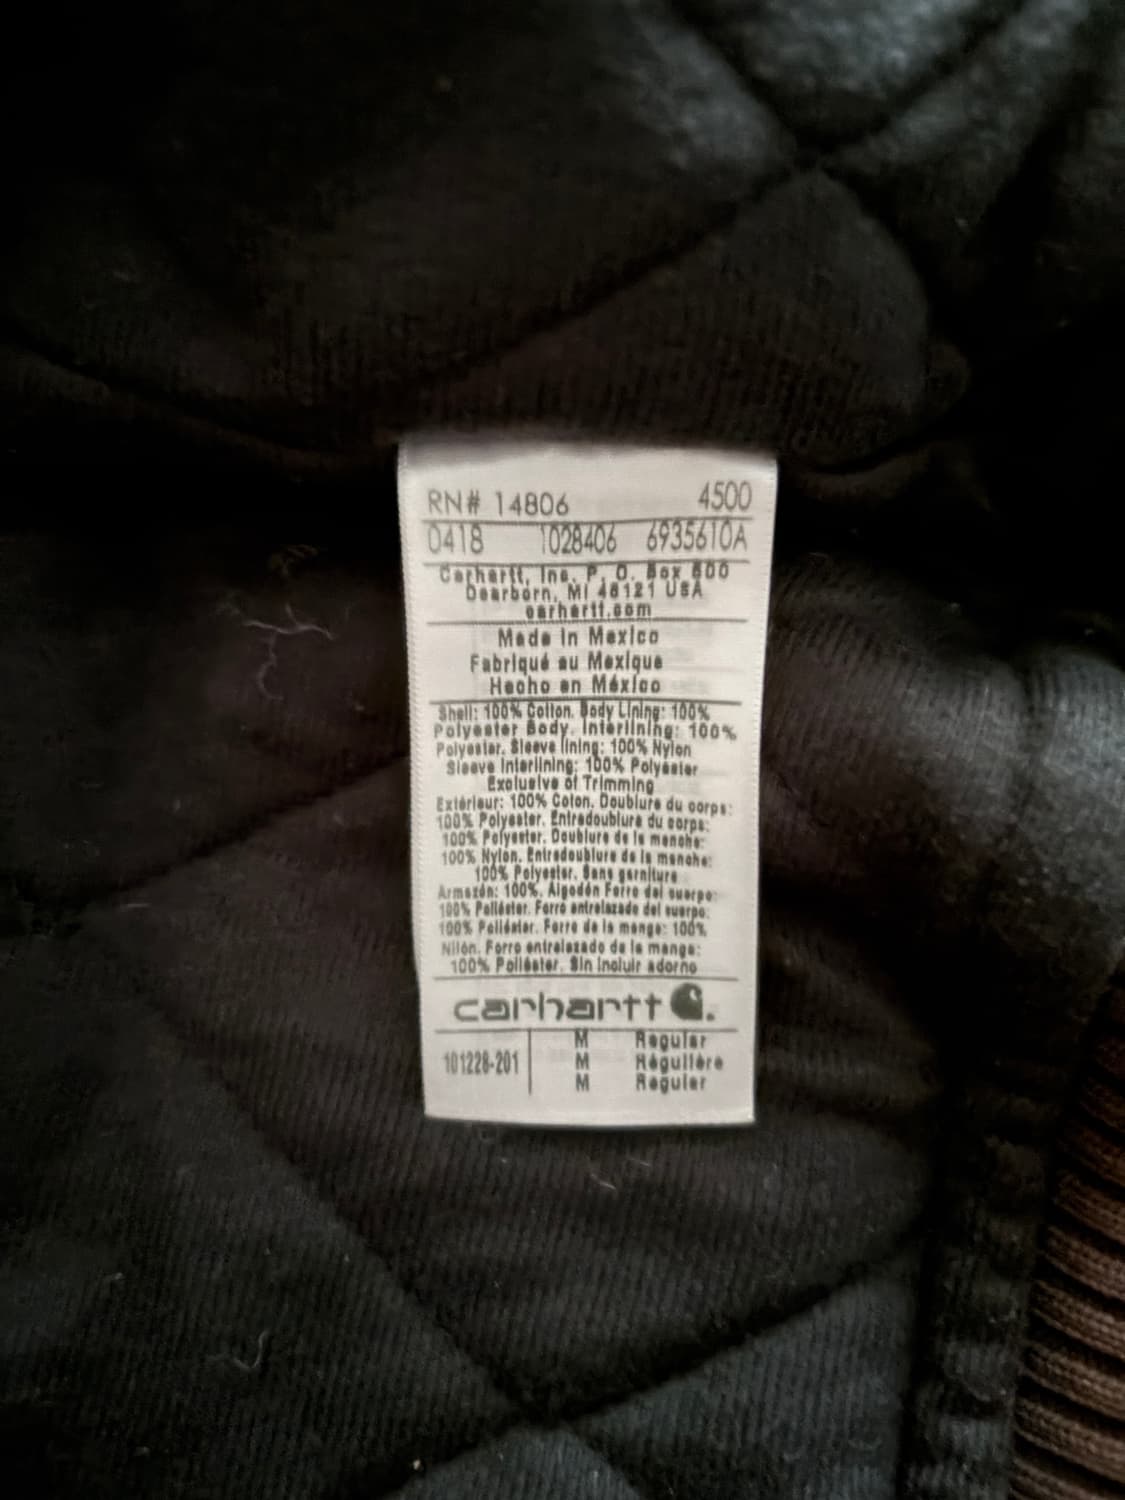 RN# 14806 4500
0418 1028406 6935610A
Carhartt, Inc. P. O. Box 600
Dearborn, MI 48121 USA
carhartt.com
Made in Mexico
Fabriqué au Mexique
Hecho en México
Shell: 100% Cotton. Body Lining: 100%
Polyester Body. Interlining: 100%
Polyester. Sleeve lining: 100% Nylon
Sleeve Interlining: 100% Polyester
Exclusive of Trimming
Extérieur: 100% Coton. Doublure du corps:
100% Polyester. Entredoublure du corps:
100% Polyester. Doublure de la manche:
100% Nylon. Entredoublure de la manche:
100% Polyester. Sans garniture
Armazón: 100%. Algodón Forro del cuerpo:
100% Poliéster. Forro entrelazado del cuerpo:
100% Poliéster. Forro de la manga: 100%
Nilón. Forro entrelazado de la manga:
100% Poliéster. Sin incluir adorno
carhartt
M Regular
101228-201 M Régulière
M Regular